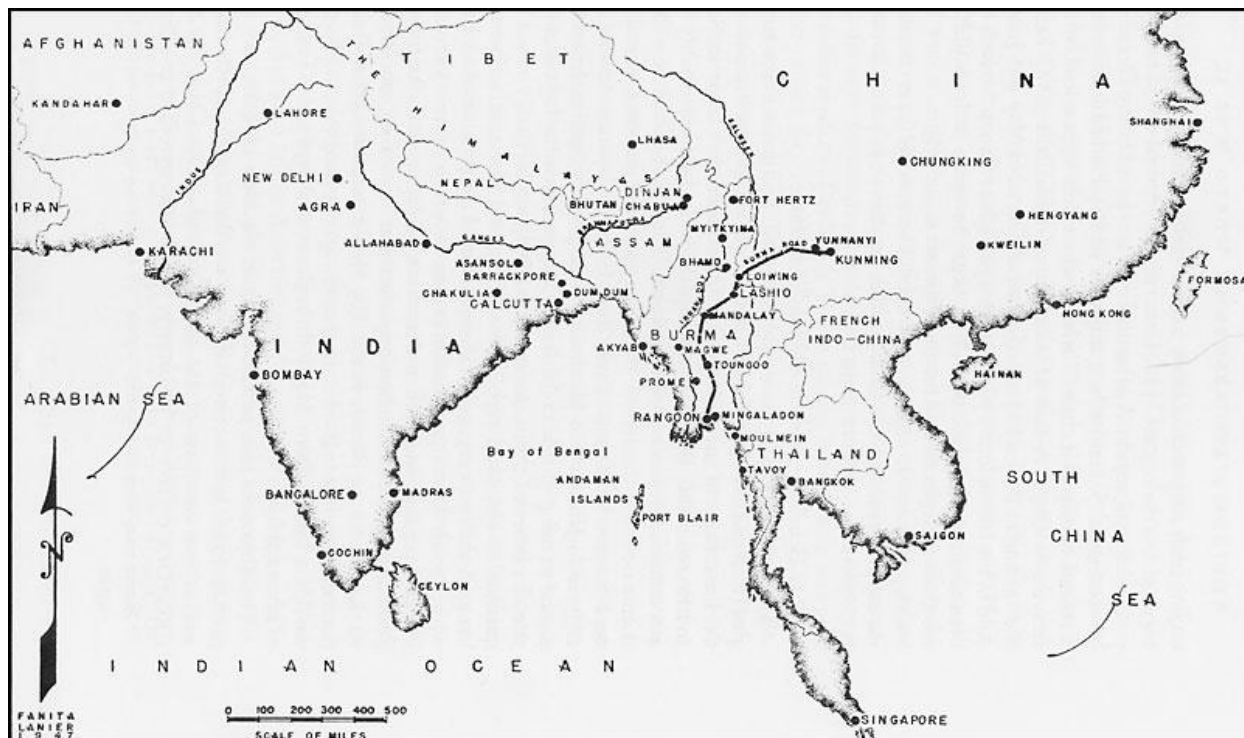 AFGHANISTAN
KANDAHAR
LAHORE
INDUS
THE HIMALAYAS
TIBET
LHASA
SALWEEN
CHINA
SHANGHAI
CHUNGKING
NEW DELHI
AGRA
NEPAL
BHUTAN
DINJAN
CHABUA
FORT HERTZ
HENGYANG
IRAN
KARACHI
ALLAHABAD
GANGES
BRAHMAPUTRA
ASSAM
MYITKYINA
BURMA ROAD
YUNNANYI
KUNMING
KWEILIN
ASANSOL
BARRACKPORE
BHAMO
LOIWING
FORMOSA
CHAKULIA
DUM DUM
CALCUTTA
LASHIO
HONG KONG
MANDALAY
FRENCH
INDO-CHINA
INDIA
AKYAB
BURMA
MAGWE
TOUNGOO
HAINAN
BOMBAY
PROME
ARABIAN SEA
RANGOON
MINGALADON
MOULMEIN
THAILAND
Bay of Bengal
TAVOY
BANGKOK
ANDAMAN
ISLANDS
PORT BLAIR
SOUTH
CHINA
SEA
BANGALORE
MADRAS
SAIGON
COCHIN
CEYLON
N
INDIAN OCEAN
FANITA
LANIER
1947
0 100 200 300 400 500
SCALE OF MILES
SINGAPORE